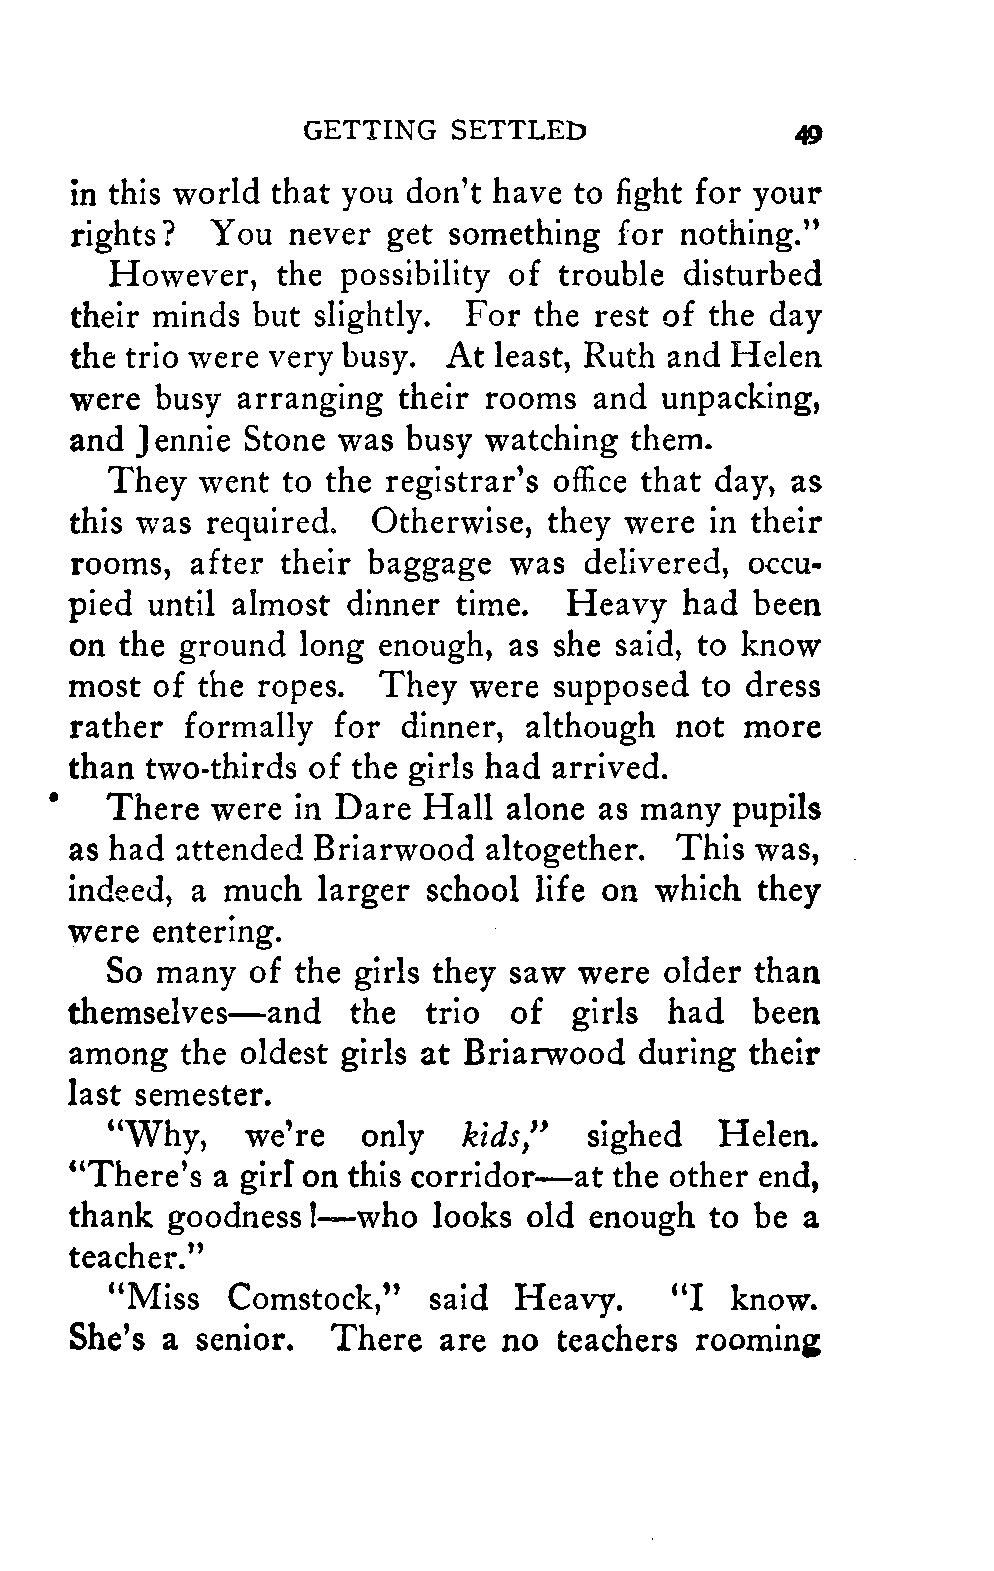 GETTING SETTLED 49
in this world that you don't have to fight for your
rights? You never get something for nothing."
However, the possibility of trouble disturbed
their minds but slightly. For the rest of the day
the trio were very busy. At least, Ruth and Helen
were busy arranging their rooms and unpacking,
and Jennie Stone was busy watching them.
They went to the registrar's office that day, as
this was required. Otherwise, they were in their
rooms, after their baggage was delivered, occu-
pied until almost dinner time. Heavy had been
on the ground long enough, as she said, to know
most of the ropes. They were supposed to dress
rather formally for dinner, although not more
than two-thirds of the girls had arrived.
There were in Dare Hall alone as many pupils
as had attended Briarwood altogether. This was,
indeed, a much larger school life on which they
were entering.
So many of the girls they saw were older than
themselves—and the trio of girls had been
among the oldest girls at Briarwood during their
last semester.
"Why, we're only kids," sighed Helen.
"There's a girl on this corridor—at the other end,
thank goodness!—who looks old enough to be a
teacher."
"Miss Comstock," said Heavy. "I know.
She's a senior. There are no teachers rooming